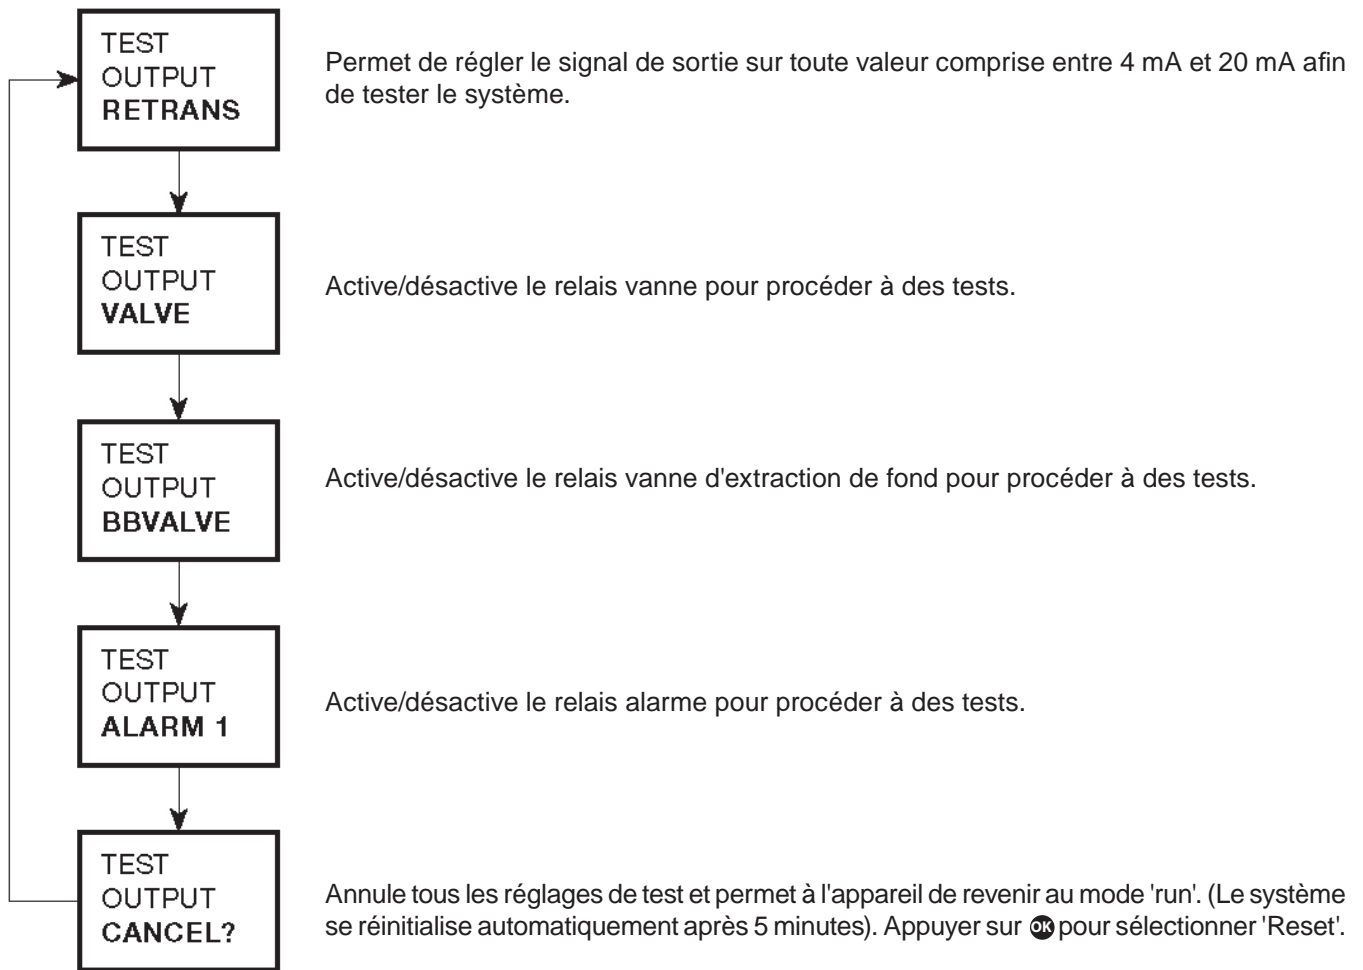 TEST
OUTPUT
RETRANS
Permet de régler le signal de sortie sur toute valeur comprise entre 4 mA et 20 mA afin
de tester le système.
TEST
OUTPUT
VALVE
Active/désactive le relais vanne pour procéder à des tests.
TEST
OUTPUT
BBVALVE
Active/désactive le relais vanne d'extraction de fond pour procéder à des tests.
TEST
OUTPUT
ALARM 1
Active/désactive le relais alarme pour procéder à des tests.
TEST
OUTPUT
CANCEL?
Annule tous les réglages de test et permet à l'appareil de revenir au mode 'run'. (Le système
se réinitialise automatiquement après 5 minutes). Appuyer sur OK pour sélectionner 'Reset'.